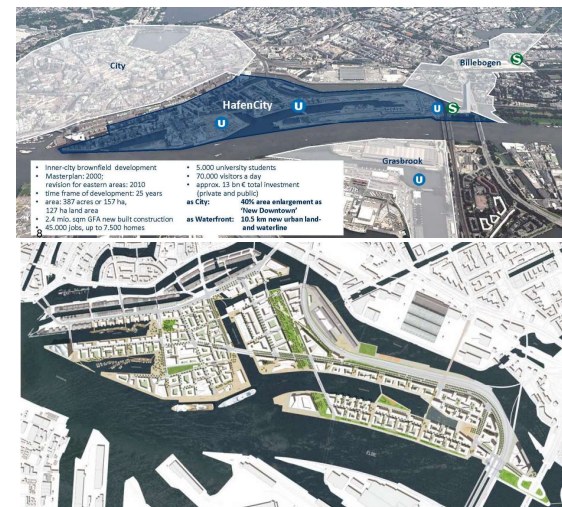 City
Billebogen
S
HafenCity
U
U
U
S
Grasbrook
U
• Inner-city brownfield development
• Masterplan: 2000;
revision for eastern areas: 2010
• time frame of development: 25 years
• area: 387 acres or 157 ha,
127 ha land area
• 2.4 mio. sqm GFA new built construction
45.000 jobs, up to 7.500 homes
• 5.000 university students
• 70.000 visitors a day
• approx. 13 bn € total investment
(private and public)
as City: 40% area enlargement as
'New Downtown'
as Waterfront: 10.5 km new urban land-
and waterline
8